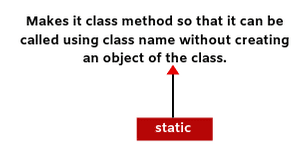 Makes it class method so that it can be
called using class name without creating
an object of the class.
static